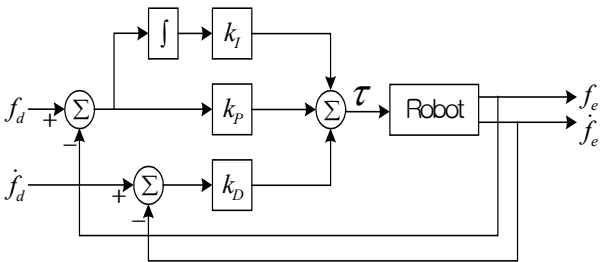 ∫ k_I
f_d + Σ k_P Σ τ Robot f_e
− ḟ_e
ḟ_d + Σ k_D
−